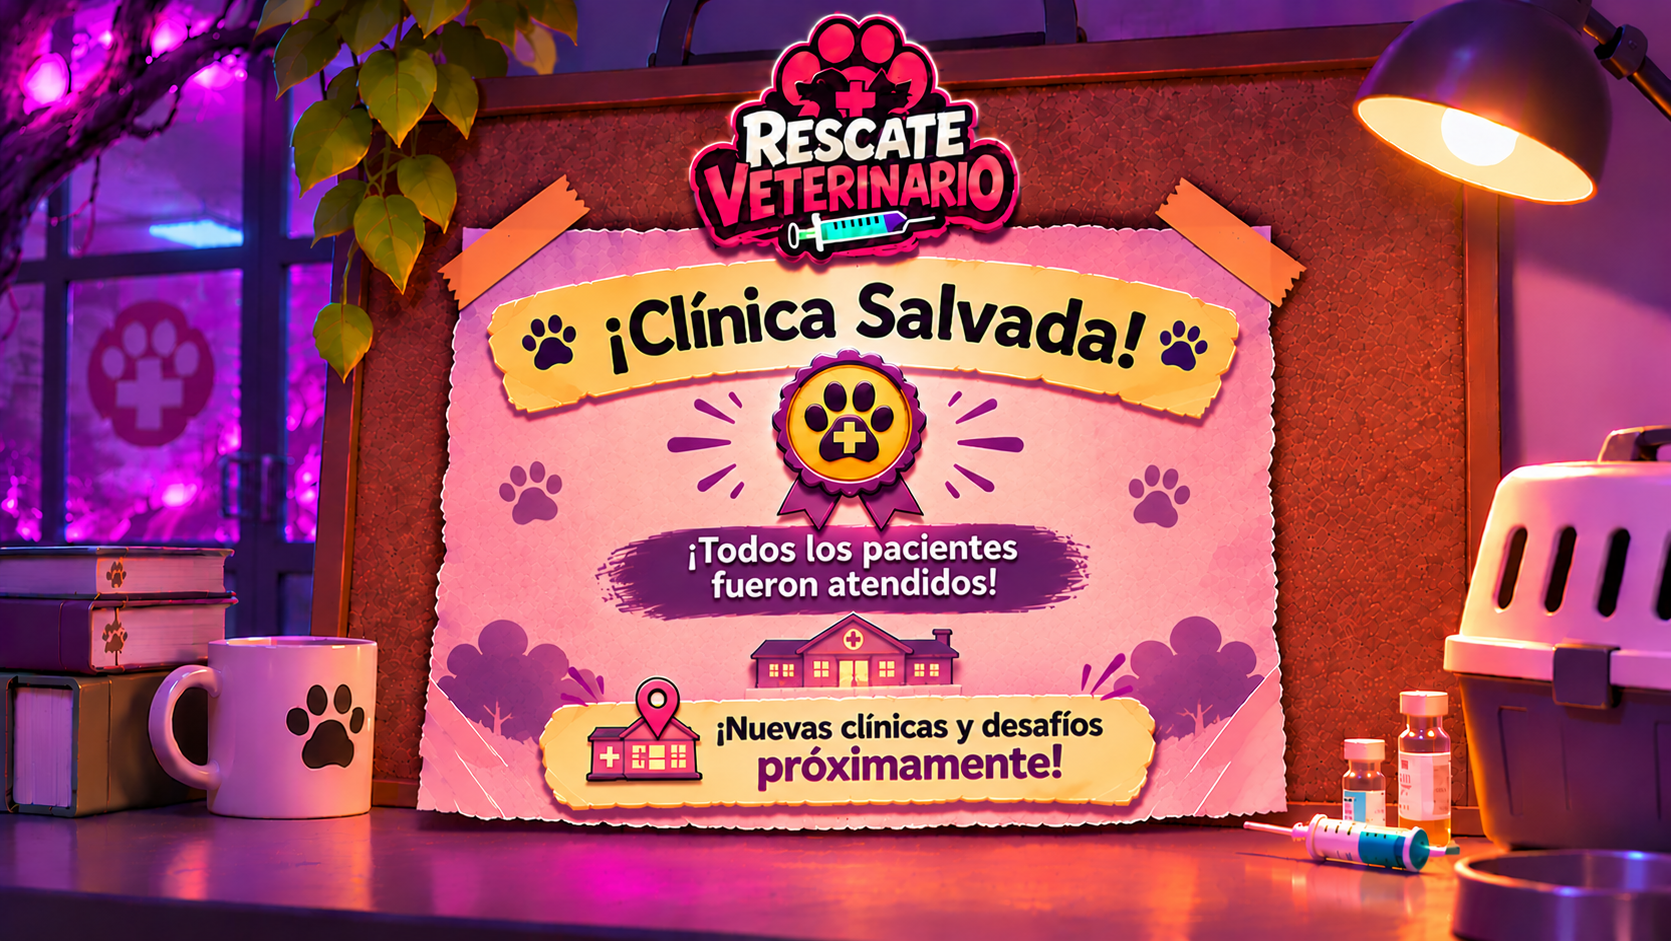 RESCATE
VETERINARIO
¡Clínica Salvada!
¡Todos los pacientes
fueron atendidos!
¡Nuevas clínicas y desafíos
próximamente!